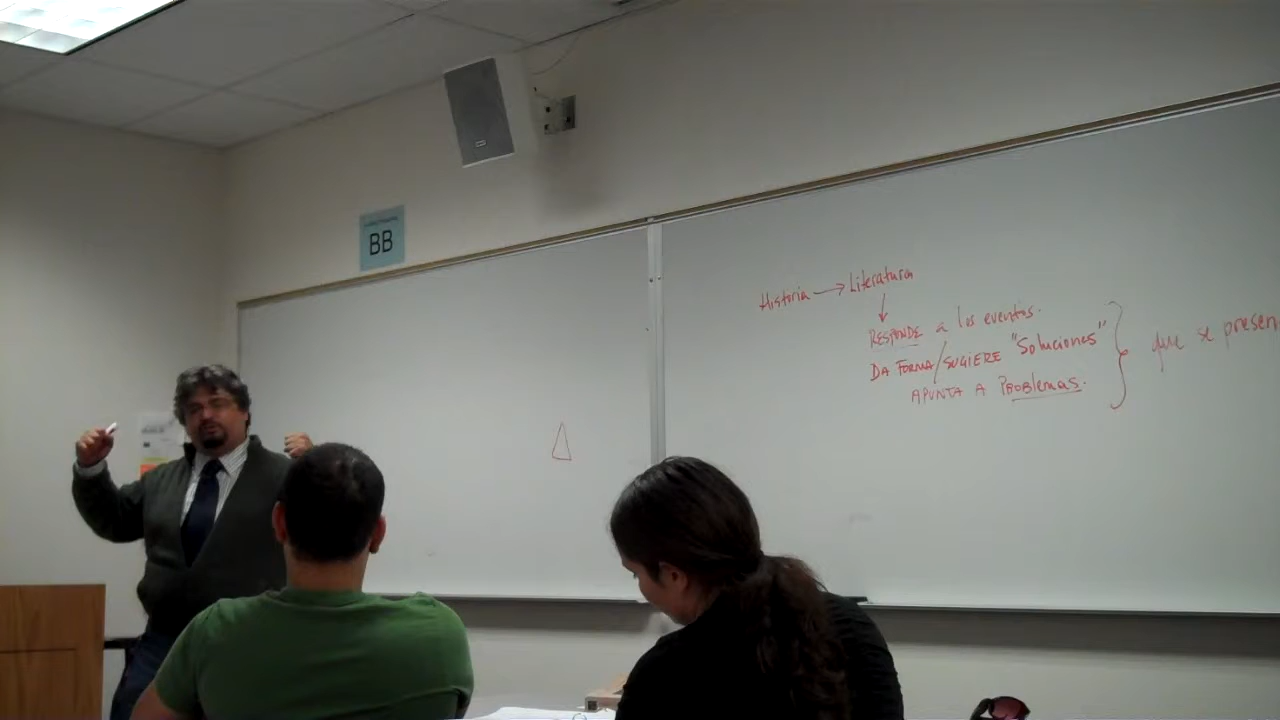 BB
Historia → Literatura
RESPONDE a los eventos.
DA FORMA/SUGIERE "Soluciones"
APUNTA A PROBlemas.
que se presen